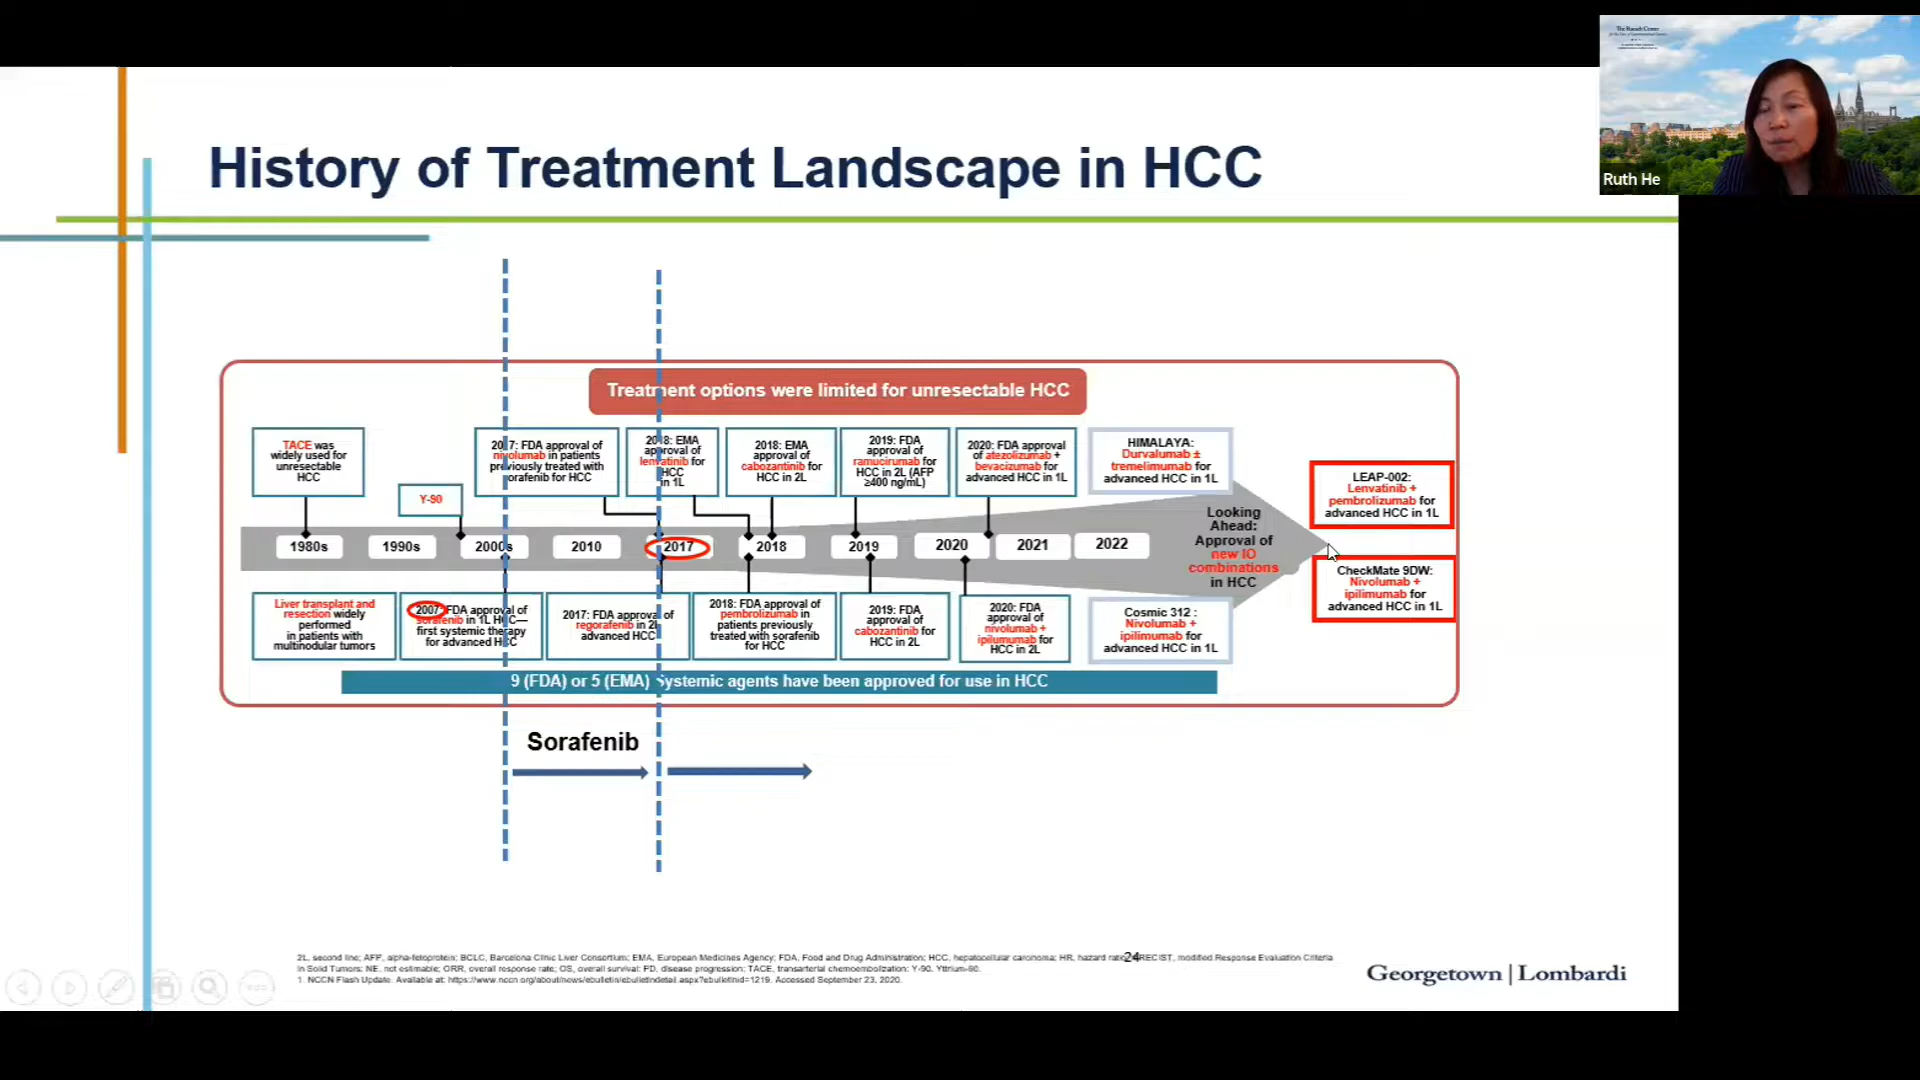 The Ruesch Center
Ruth He
History of Treatment Landscape in HCC
Treatment options were limited for unresectable HCC
TACE was
widely used for
unresectable
HCC
Y-90
2017: FDA approval of
nivolumab in patients
previously treated with
orafenib for HCC
2018: EMA
approval of
lenvatinib for
HCC
in 1L
2018: EMA
approval of
cabozantinib for
HCC in 2L
2019: FDA
approval of
ramucirumab for
HCC in 2L (AFP
≥400 ng/mL)
2020: FDA approval
of atezolizumab +
bevacizumab for
advanced HCC in 1L
HIMALAYA:
Durvalumab ±
tremelimumab for
advanced HCC in 1L
LEAP-002:
Lenvatinib +
pembrolizumab for
advanced HCC in 1L
Looking
Ahead:
Approval of
new IO
combinations
in HCC
1980s
1990s
2000s
2010
2017
2018
2019
2020
2021
2022
CheckMate 9DW:
Nivolumab +
ipilimumab for
advanced HCC in 1L
Liver transplant and
resection widely
performed
in patients with
multinodular tumors
2007: FDA approval of
sorafenib in 1L HCC—
first systemic therapy
for advanced HCC
2017: FDA approval of
regorafenib in 2L
advanced HCC
2018: FDA approval of
pembrolizumab in
patients previously
treated with sorafenib
for HCC
2019: FDA
approval of
cabozantinib for
HCC in 2L
2020: FDA
approval of
nivolumab +
ipilumumab for
HCC in 2L
Cosmic 312 :
Nivolumab +
ipilimumab for
advanced HCC in 1L
9 (FDA) or 5 (EMA) Systemic agents have been approved for use in HCC
Sorafenib
2L, second line; AFP, alpha-fetoprotein; BCLC, Barcelona Clinic Liver Consortium; EMA, European Medicines Agency; FDA, Food and Drug Administration; HCC, hepatocellular carcinoma; HR, hazard ratio; mRECIST, modified Response Evaluation Criteria
in Solid Tumors; NE, not estimable; ORR, overall response rate; OS, overall survival; PD, disease progression; TACE, transarterial chemoembolization; Y-90, Yttrium-90.
1. NCCN Flash Update. Available at: https://www.nccn.org/about/news/ebulletin/ebulletindetail.aspx?ebulletinid=1219. Accessed September 23, 2020.
24
Georgetown | Lombardi